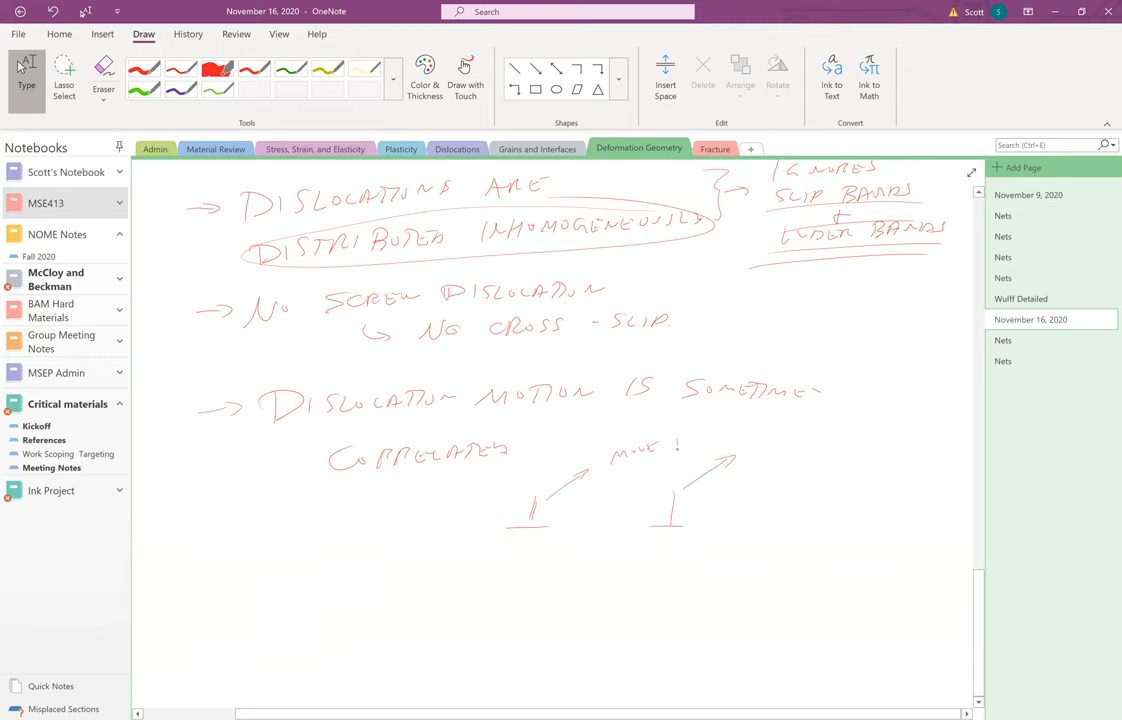 November 16, 2020 - OneNote
Search
Scott
S
File
Home
Insert
Draw
History
Review
View
Help
Type
Lasso
Select
Eraser
Color &
Thickness
Draw with
Touch
Insert
Space
Delete
Arrange
Rotate
Ink to
Text
Ink to
Math
Tools
Shapes
Edit
Convert
Notebooks
Admin
Material Review
Stress, Strain, and Elasticity
Plasticity
Dislocations
Grains and Interfaces
Deformation Geometry
Fracture
Search (Ctrl+E)
Scott's Notebook
MSE413
NOME Notes
Fall 2020
McCloy and
Beckman
BAM Hard
Materials
Group Meeting
Notes
MSEP Admin
Critical materials
Kickoff
References
Work Scoping Targeting
Meeting Notes
Ink Project
Quick Notes
Misplaced Sections
→ DISLOCATIONS ARE
DISTRIBUTED INHOMOGENEOUSLY
→ IGNORES
SLIP BANDS
+
LUDER BANDS
→ NO SCREW DISLOCATION
↳ NO CROSS-SLIP.
→ DISLOCATION MOTION IS SOMETIME
CORRELATED
MOVE!
Add Page
November 9, 2020
Nets
Nets
Nets
Nets
Wulff Detailed
November 16, 2020
Nets
Nets